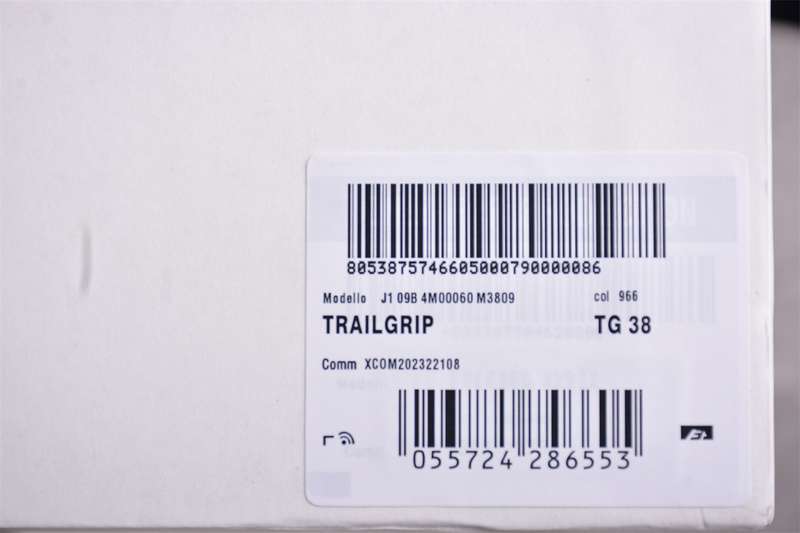 8053875746605000790000086
Modello J1 09B 4M00060 M3809 col 966
TRAILGRIP TG 38
Comm XCOM202322108
055724 286553